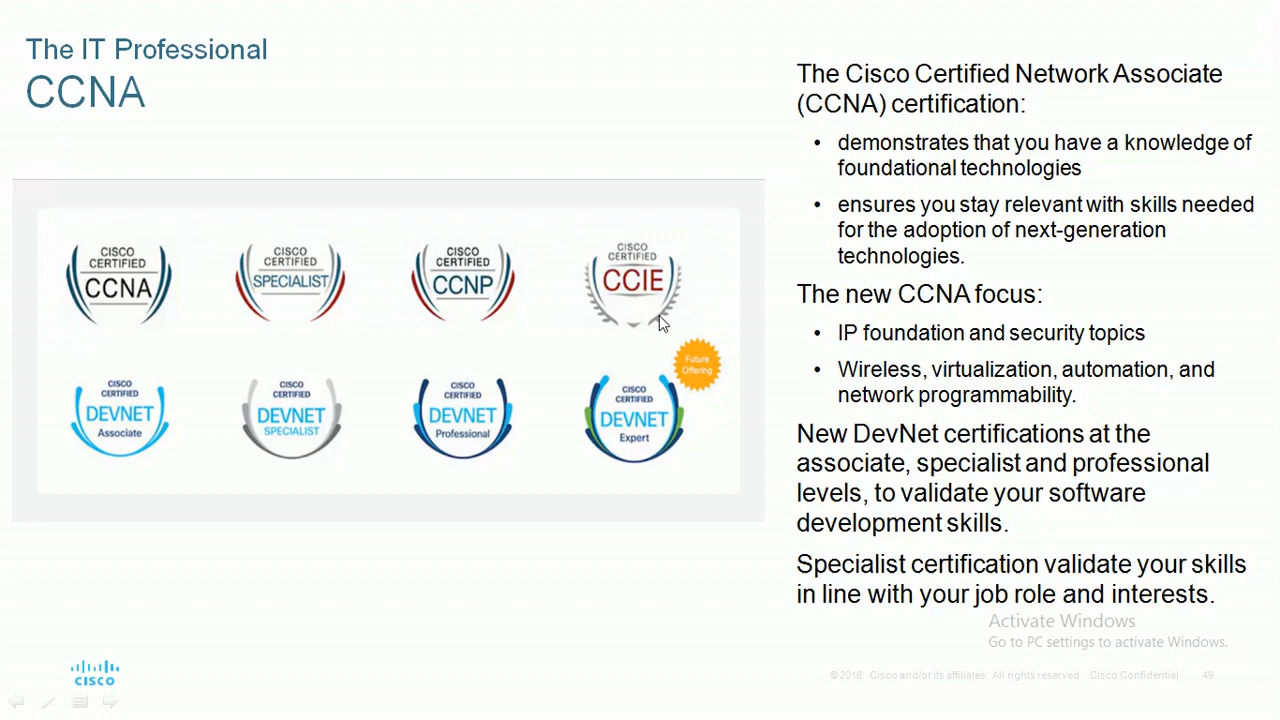 The IT Professional
CCNA
The Cisco Certified Network Associate
(CCNA) certification:
• demonstrates that you have a knowledge of
foundational technologies
• ensures you stay relevant with skills needed
for the adoption of next-generation
technologies.
The new CCNA focus:
• IP foundation and security topics
• Wireless, virtualization, automation, and
network programmability.
New DevNet certifications at the
associate, specialist and professional
levels, to validate your software
development skills.
Specialist certification validate your skills
in line with your job role and interests.
CISCO
CERTIFIED
CCNA
CISCO
CERTIFIED
SPECIALIST
CISCO
CERTIFIED
CCNP
CISCO
CERTIFIED
CCIE
CISCO
CERTIFIED
DEVNET
Associate
CISCO
CERTIFIED
DEVNET
SPECIALIST
CISCO
CERTIFIED
DEVNET
Professional
Future
Offering
CISCO
CERTIFIED
DEVNET
Expert
Activate Windows
Go to PC settings to activate Windows.
CISCO
© 2016 Cisco and/or its affiliates. All rights reserved. Cisco Confidential 49